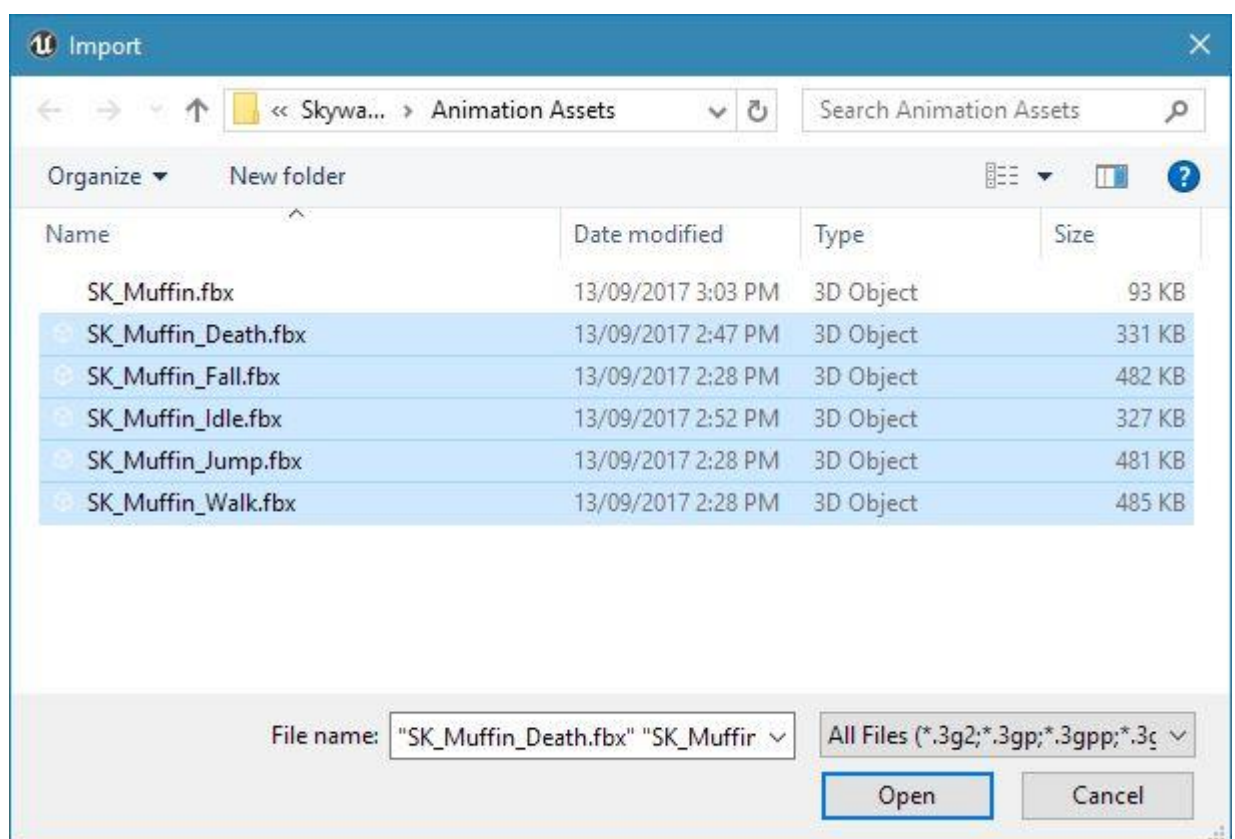 Import
« Skywa... > Animation Assets Search Animation Assets
Organize New folder ?
Name Date modified Type Size
SK_Muffin.fbx 13/09/2017 3:03 PM 3D Object 93 KB
SK_Muffin_Death.fbx 13/09/2017 2:47 PM 3D Object 331 KB
SK_Muffin_Fall.fbx 13/09/2017 2:28 PM 3D Object 482 KB
SK_Muffin_Idle.fbx 13/09/2017 2:52 PM 3D Object 327 KB
SK_Muffin_Jump.fbx 13/09/2017 2:28 PM 3D Object 481 KB
SK_Muffin_Walk.fbx 13/09/2017 2:28 PM 3D Object 485 KB
File name: "SK_Muffin_Death.fbx" "SK_Muffin All Files (*.3g2;*.3gp;*.3gpp;*.3g
Open Cancel